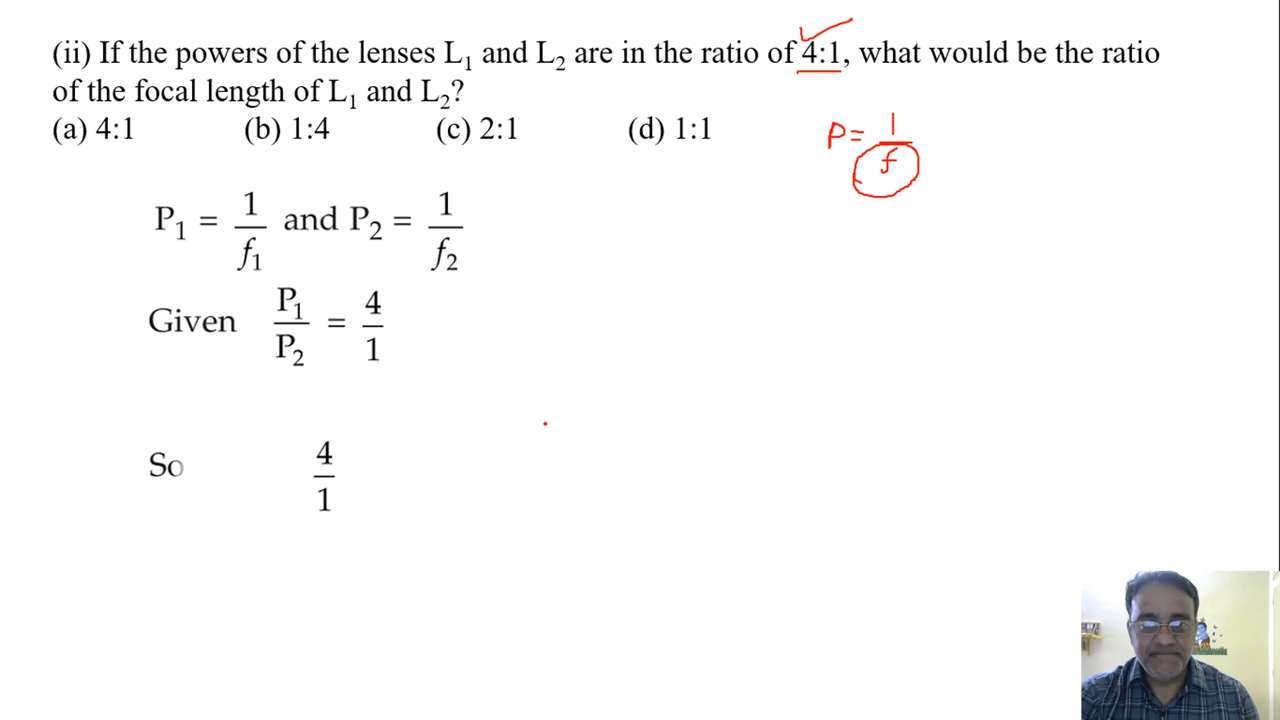 (ii) If the powers of the lenses L₁ and L₂ are in the ratio of 4:1, what would be the ratio
of the focal length of L₁ and L₂?
(a) 4:1 (b) 1:4 (c) 2:1 (d) 1:1
P = 1/f
P₁ = 1/f₁ and P₂ = 1/f₂
Given P₁/P₂ = 4/1
So 4/1